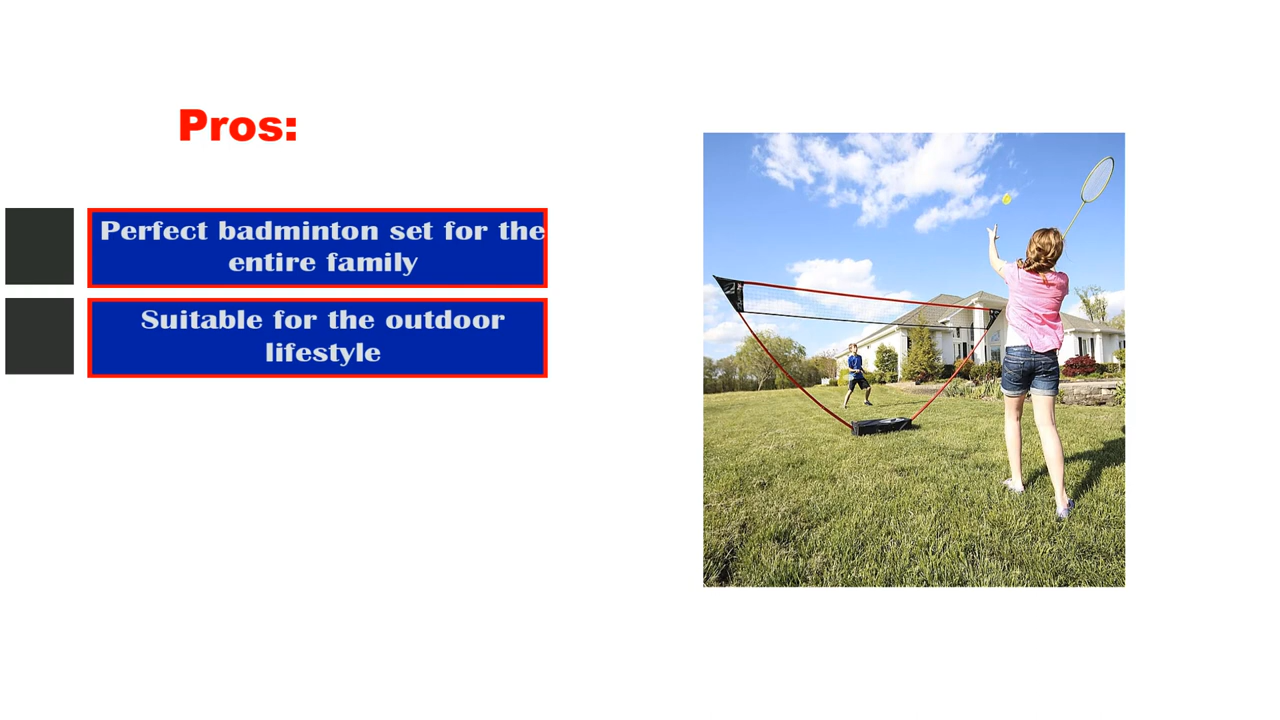 Pros:
Perfect badminton set for the
entire family
Suitable for the outdoor
lifestyle